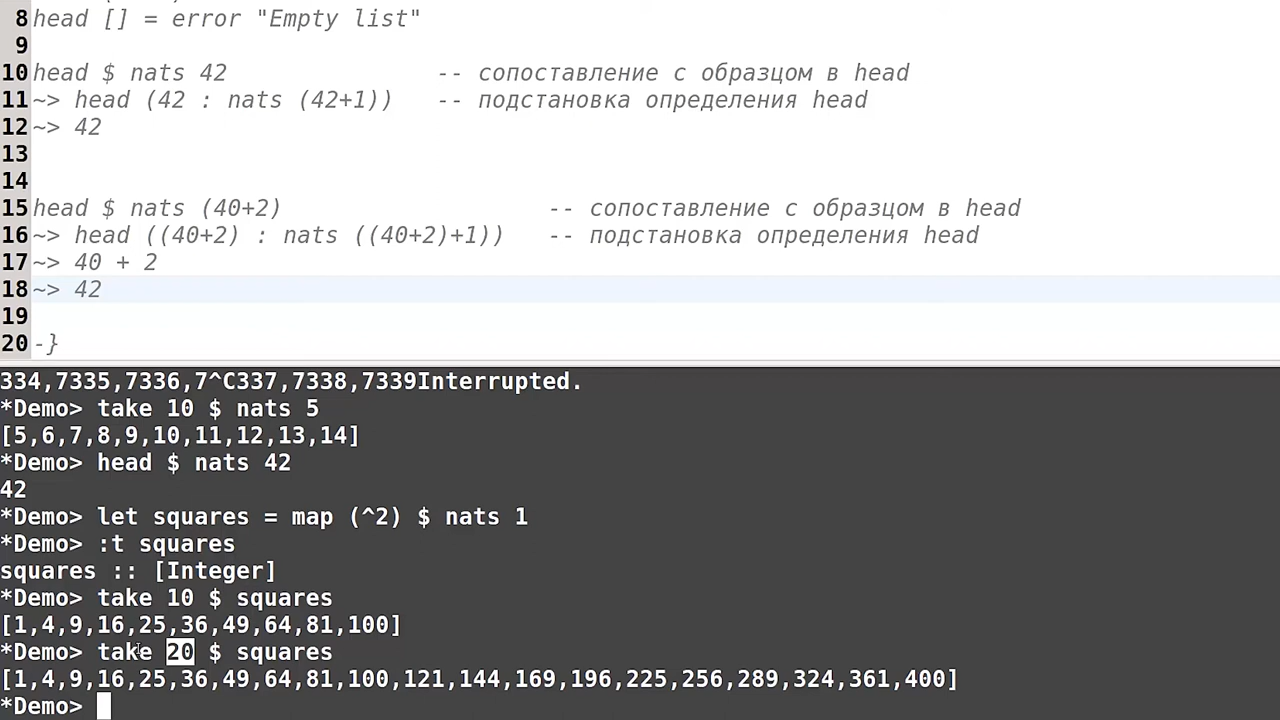 8 head [] = error "Empty list"
9
10 head $ nats 42 -- сопоставление с образцом в head
11 ~> head (42 : nats (42+1)) -- подстановка определения head
12 ~> 42
13
14
15 head $ nats (40+2) -- сопоставление с образцом в head
16 ~> head ((40+2) : nats ((40+2)+1)) -- подстановка определения head
17 ~> 40 + 2
18 ~> 42
19
20 -}
334,7335,7336,7^C337,7338,7339Interrupted.
*Demo> take 10 $ nats 5
[5,6,7,8,9,10,11,12,13,14]
*Demo> head $ nats 42
42
*Demo> let squares = map (^2) $ nats 1
*Demo> :t squares
squares :: [Integer]
*Demo> take 10 $ squares
[1,4,9,16,25,36,49,64,81,100]
*Demo> take 20 $ squares
[1,4,9,16,25,36,49,64,81,100,121,144,169,196,225,256,289,324,361,400]
*Demo>